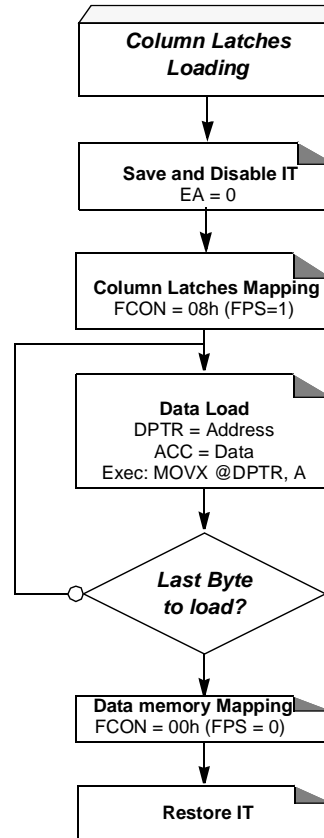 Column Latches
Loading
Save and Disable IT
EA = 0
Column Latches Mapping
FCON = 08h (FPS=1)
Data Load
DPTR = Address
ACC = Data
Exec: MOVX @DPTR, A
Last Byte
to load?
Data memory Mapping
FCON = 00h (FPS = 0)
Restore IT